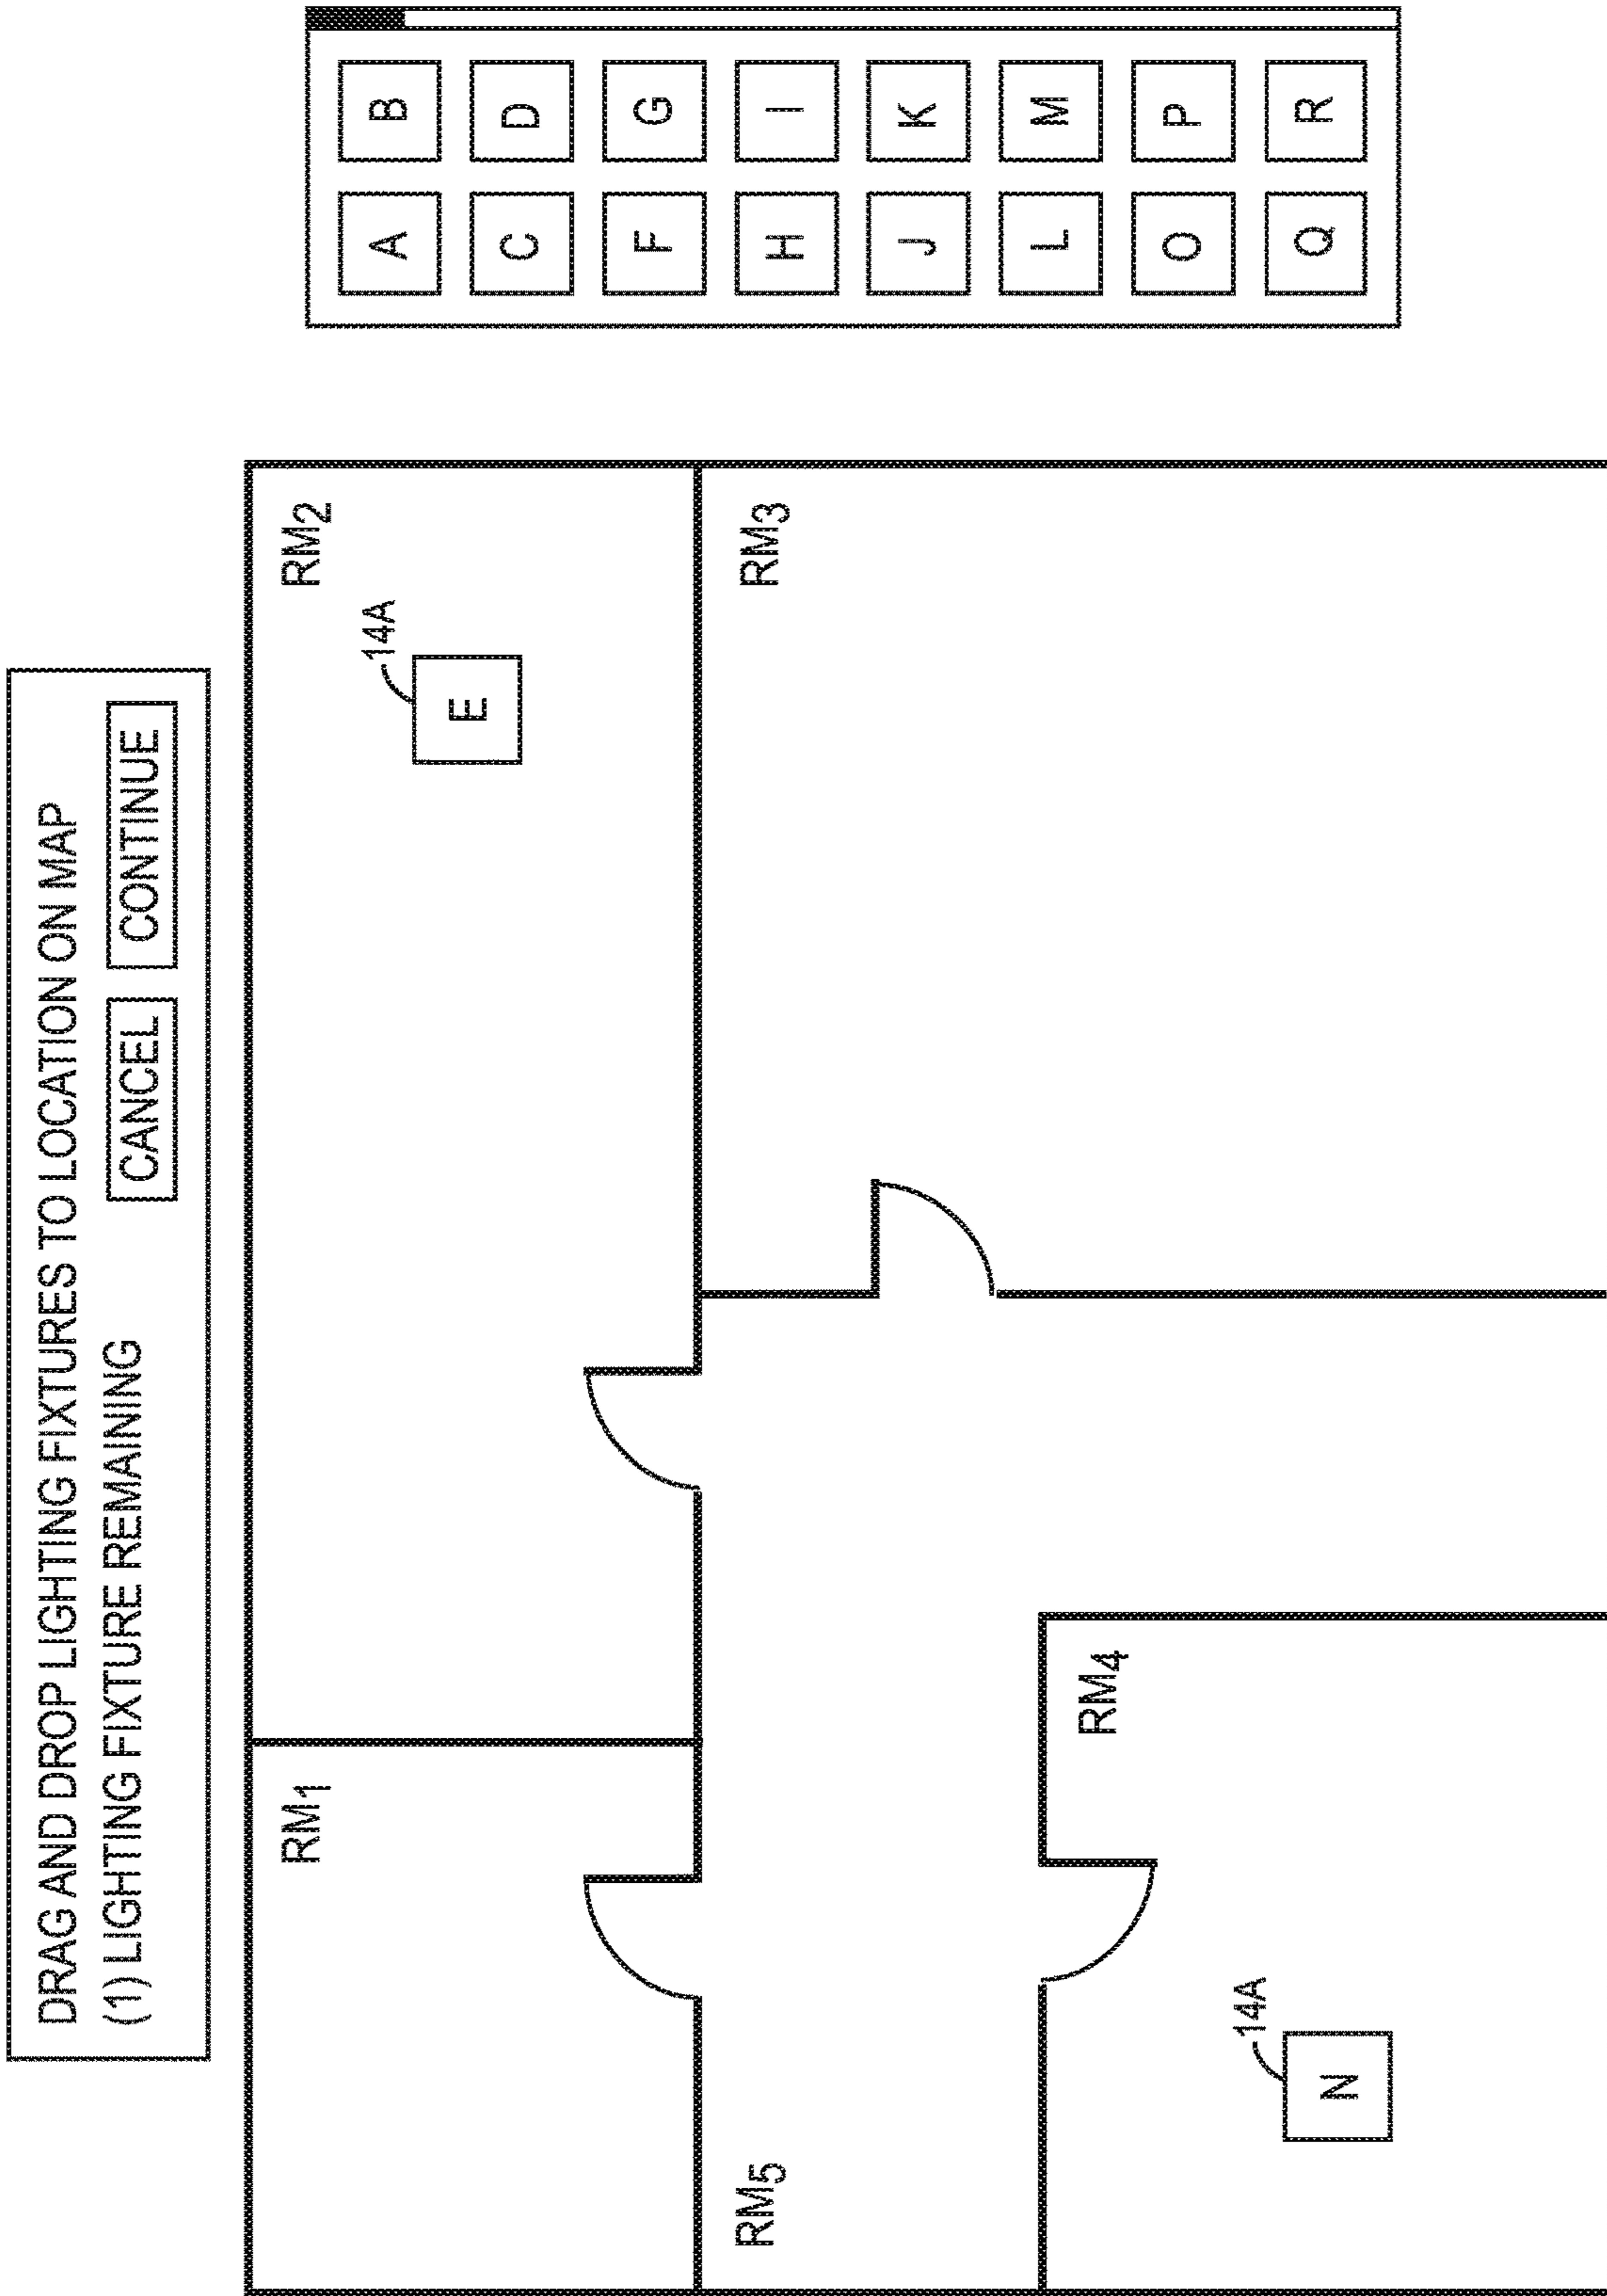 DRAG AND DROP LIGHTING FIXTURES TO LOCATION ON MAP
(1) LIGHTING FIXTURE REMAINING
CANCEL CONTINUE
RM1
RM2
14A
E
RM5
RM3
RM4
14A
N
A C F H J L O Q
B D G I K M P R